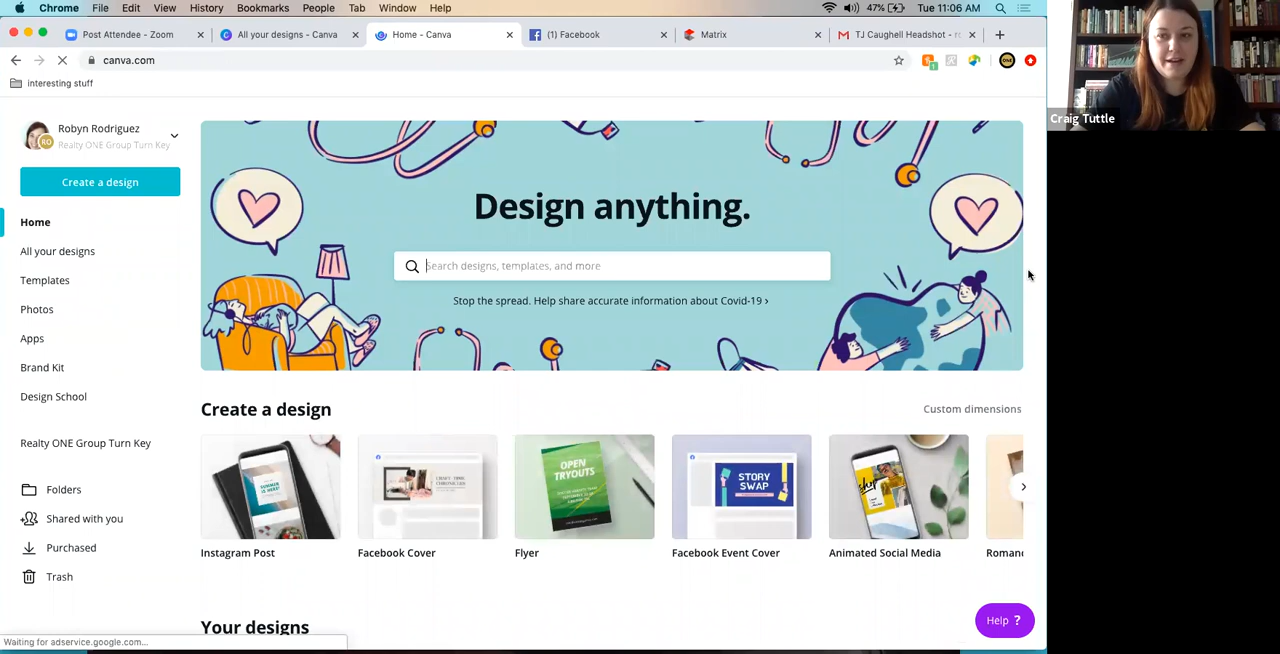 Chrome File Edit View History Bookmarks People Tab Window Help 47% Tue 11:06 AM
Post Attendee - Zoom All your designs - Canva Home - Canva (1) Facebook Matrix TJ Caughell Headshot - r
canva.com
interesting stuff
Craig Tuttle
Robyn Rodriguez
RO
Realty ONE Group Turn Key
Create a design
Home
All your designs
Templates
Photos
Apps
Brand Kit
Design School
Realty ONE Group Turn Key
Folders
Shared with you
Purchased
Trash
Design anything.
Search designs, templates, and more
Stop the spread. Help share accurate information about Covid-19 ›
Create a design
Custom dimensions
SUMMER IS HERE!
OPEN TRYOUTS
STORY SWAP
Instagram Post
Facebook Cover
Flyer
Facebook Event Cover
Animated Social Media
Romanc
Your designs
Help ?
Waiting for adservice.google.com...